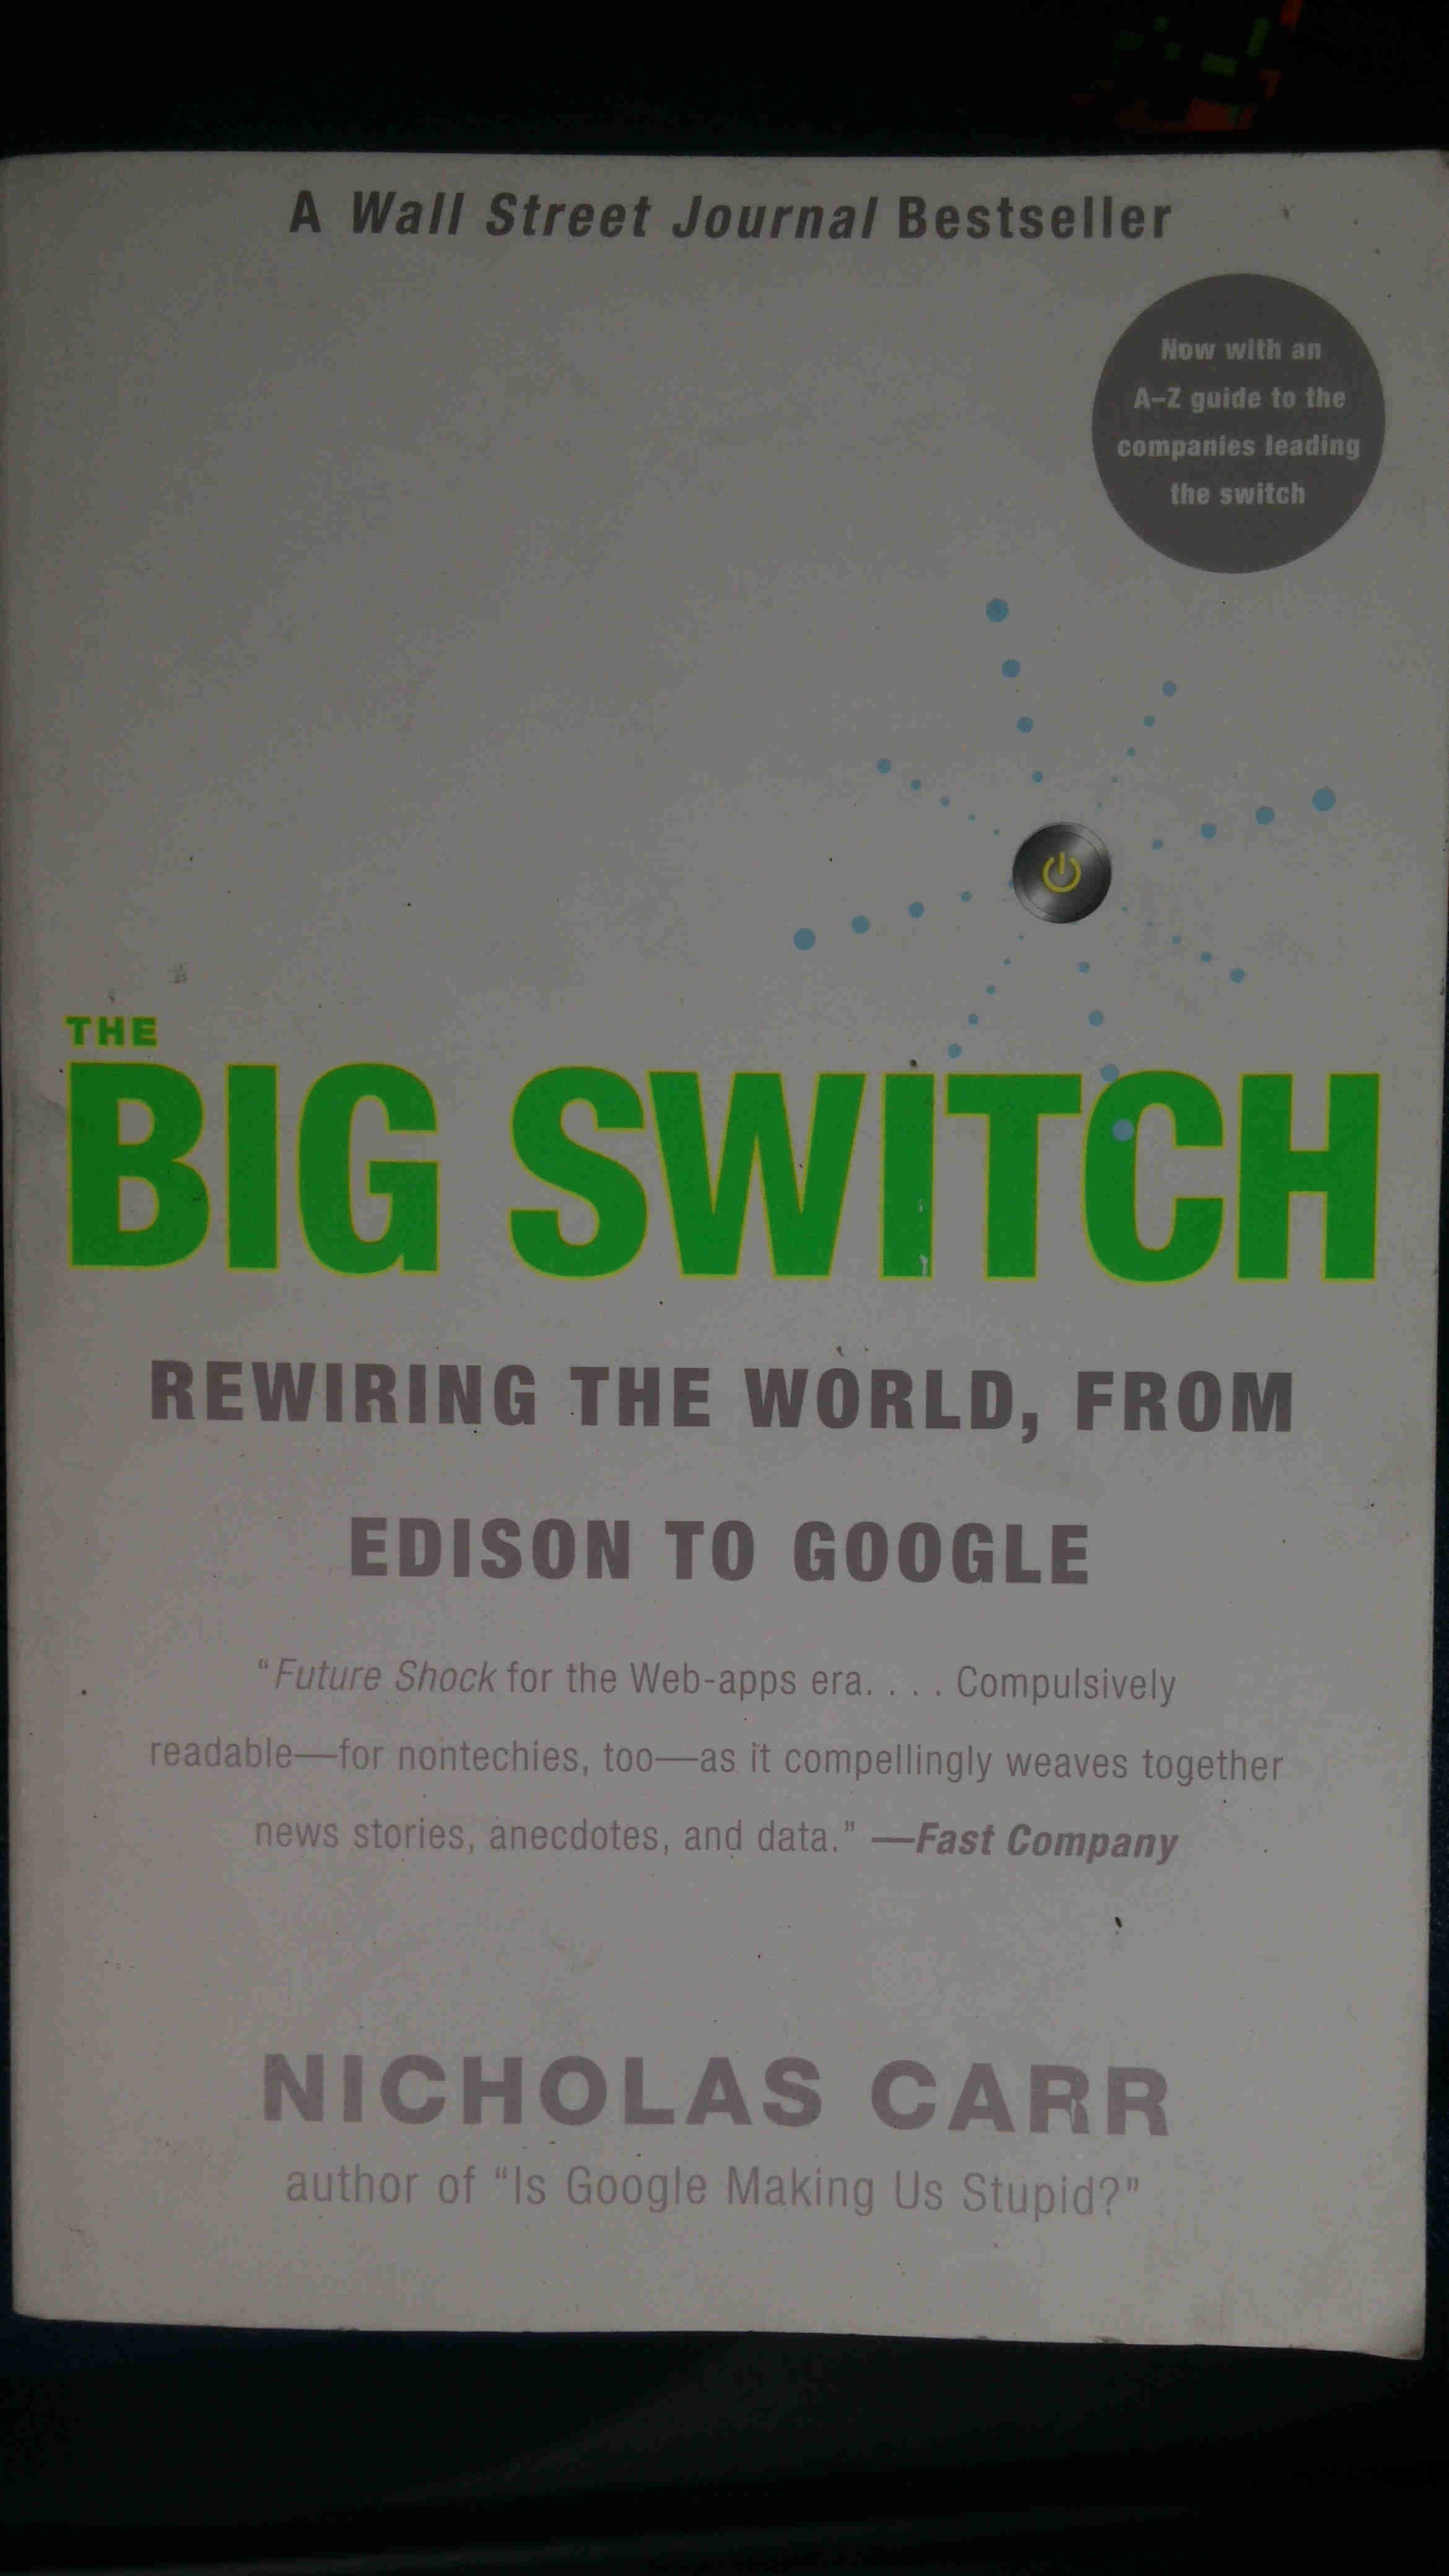 A Wall Street Journal Bestseller
Now with an
A–Z guide to the
companies leading
the switch
THE
BIG SWITCH
REWIRING THE WORLD, FROM
EDISON TO GOOGLE
“Future Shock for the Web-apps era. . . . Compulsively
readable—for nontechies, too—as it compellingly weaves together
news stories, anecdotes, and data.” —Fast Company
NICHOLAS CARR
author of “Is Google Making Us Stupid?”